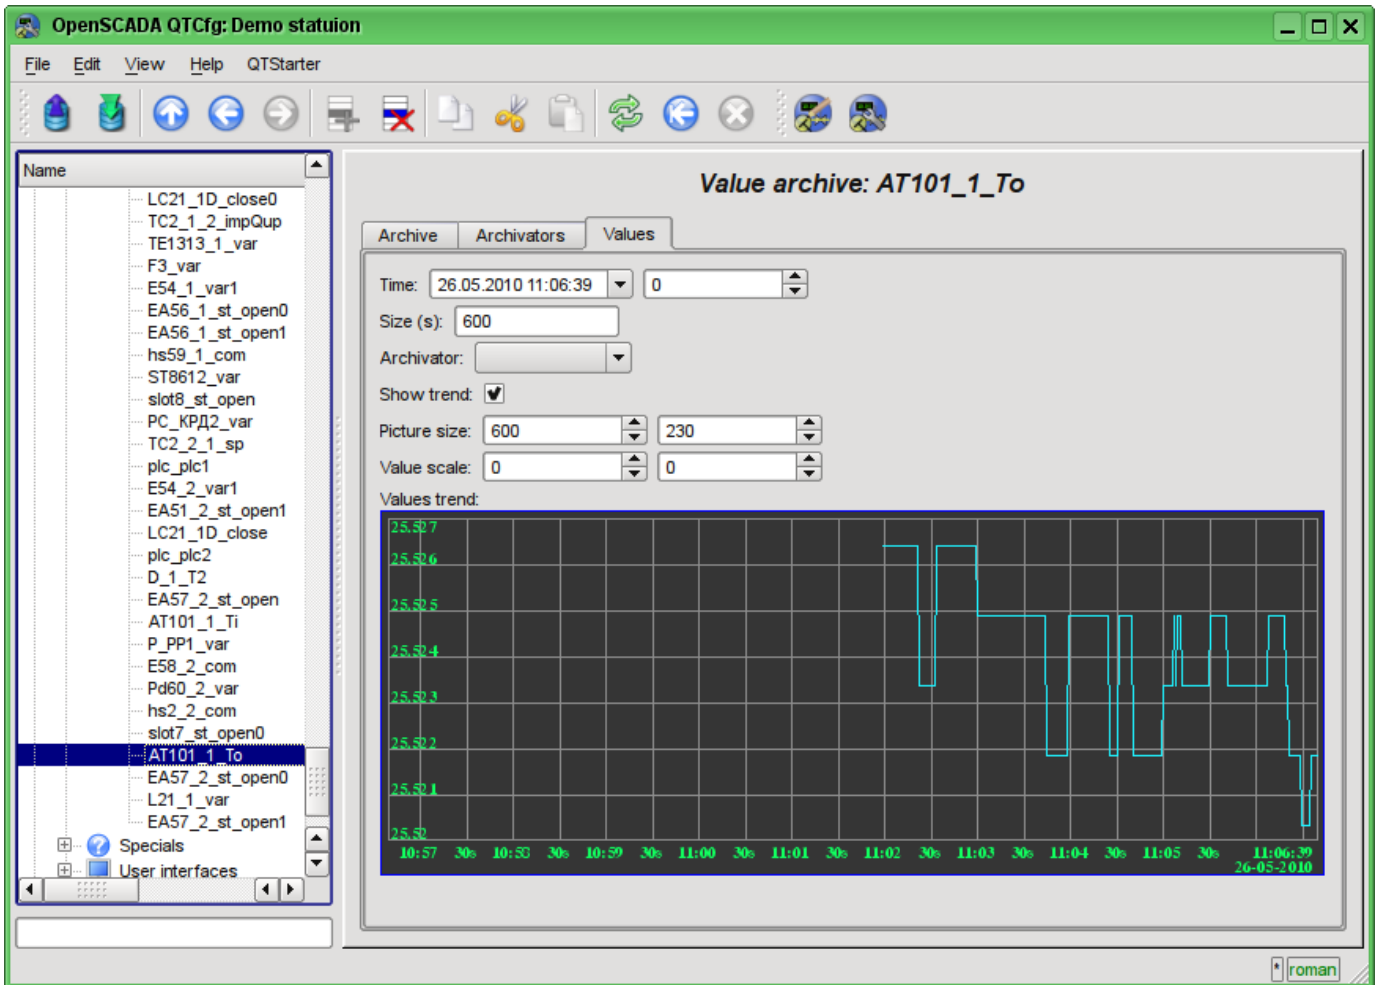 OpenSCADA QTCfg: Demo statuion
File Edit View Help QTStarter
Name
LC21_1D_close0
TC2_1_2_impQup
TE1313_1_var
F3_var
E54_1_var1
EA56_1_st_open0
EA56_1_st_open1
hs59_1_com
ST8612_var
slot8_st_open
PC_КРД2_var
TC2_2_1_sp
plc_plc1
E54_2_var1
EA51_2_st_open1
LC21_1D_close
plc_plc2
D_1_T2
EA57_2_st_open
AT101_1_Ti
P_PP1_var
E58_2_com
Pd60_2_var
hs2_2_com
slot7_st_open0
AT101_1_To
EA57_2_st_open0
L21_1_var
EA57_2_st_open1
Specials
User interfaces
Value archive: AT101_1_To
Archive Archivators Values
Time: 26.05.2010 11:06:39 0
Size (s): 600
Archivator:
Show trend:
Picture size: 600 230
Value scale: 0 0
Values trend:
25.527
25.526
25.525
25.524
25.523
25.522
25.521
25.52
10:57 30s 10:58 30s 10:59 30s 11:00 30s 11:01 30s 11:02 30s 11:03 30s 11:04 30s 11:05 30s 11:06:39
26-05-2010
* roman